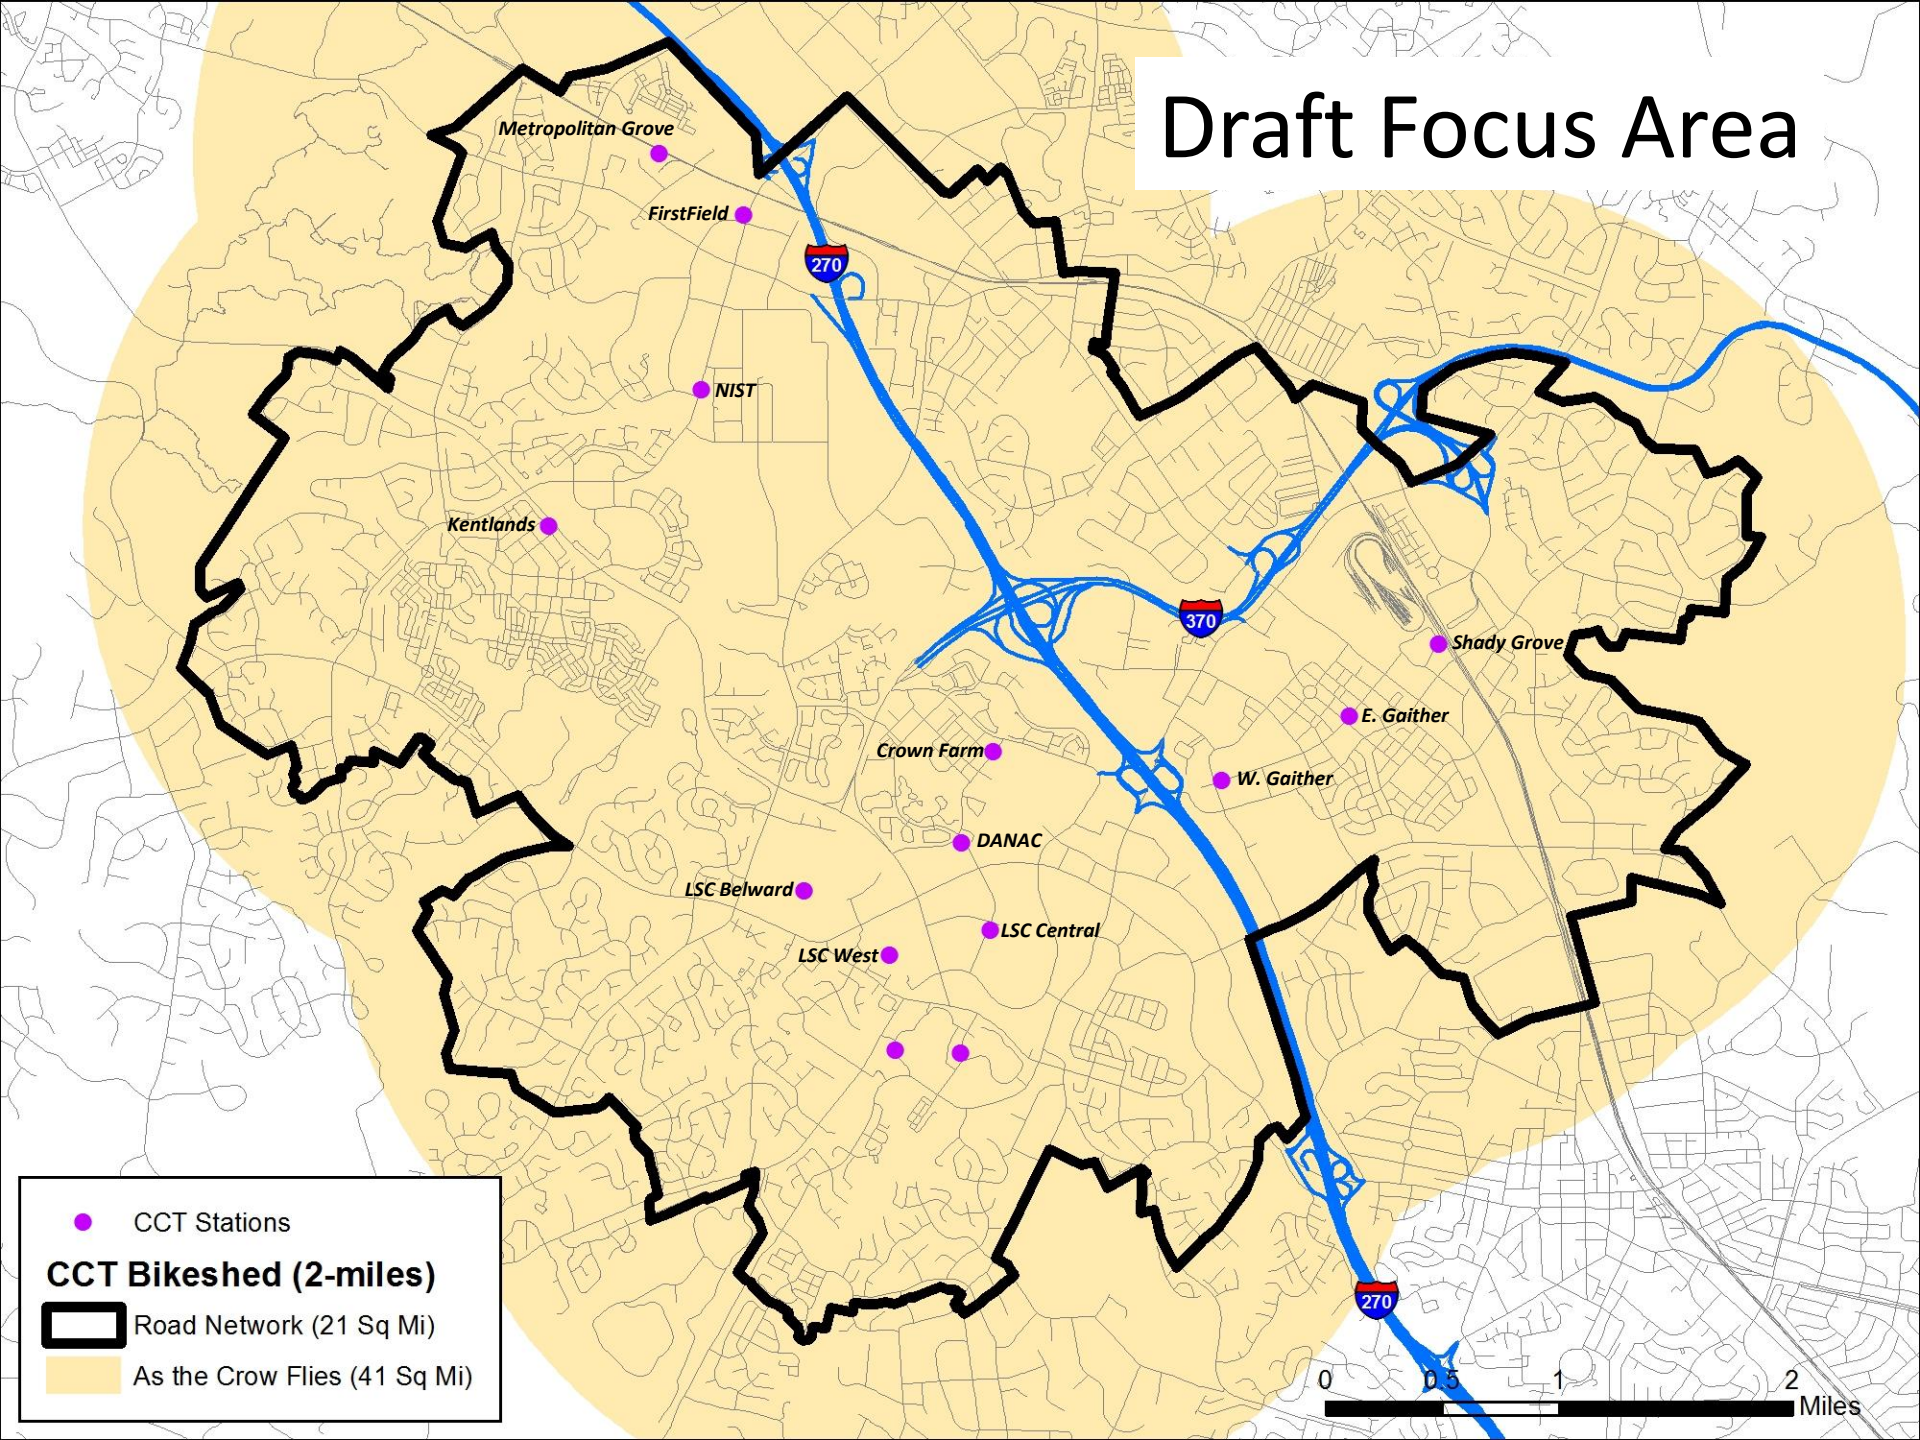 Draft Focus Area
Metropolitan Grove
FirstField
270
NIST
Kentlands
370
Shady Grove
E. Gaither
Crown Farm
W. Gaither
DANAC
LSC Belward
LSC Central
LSC West
270
CCT Stations
CCT Bikeshed (2-miles)
Road Network (21 Sq Mi)
As the Crow Flies (41 Sq Mi)
0 0.5 1 2
Miles